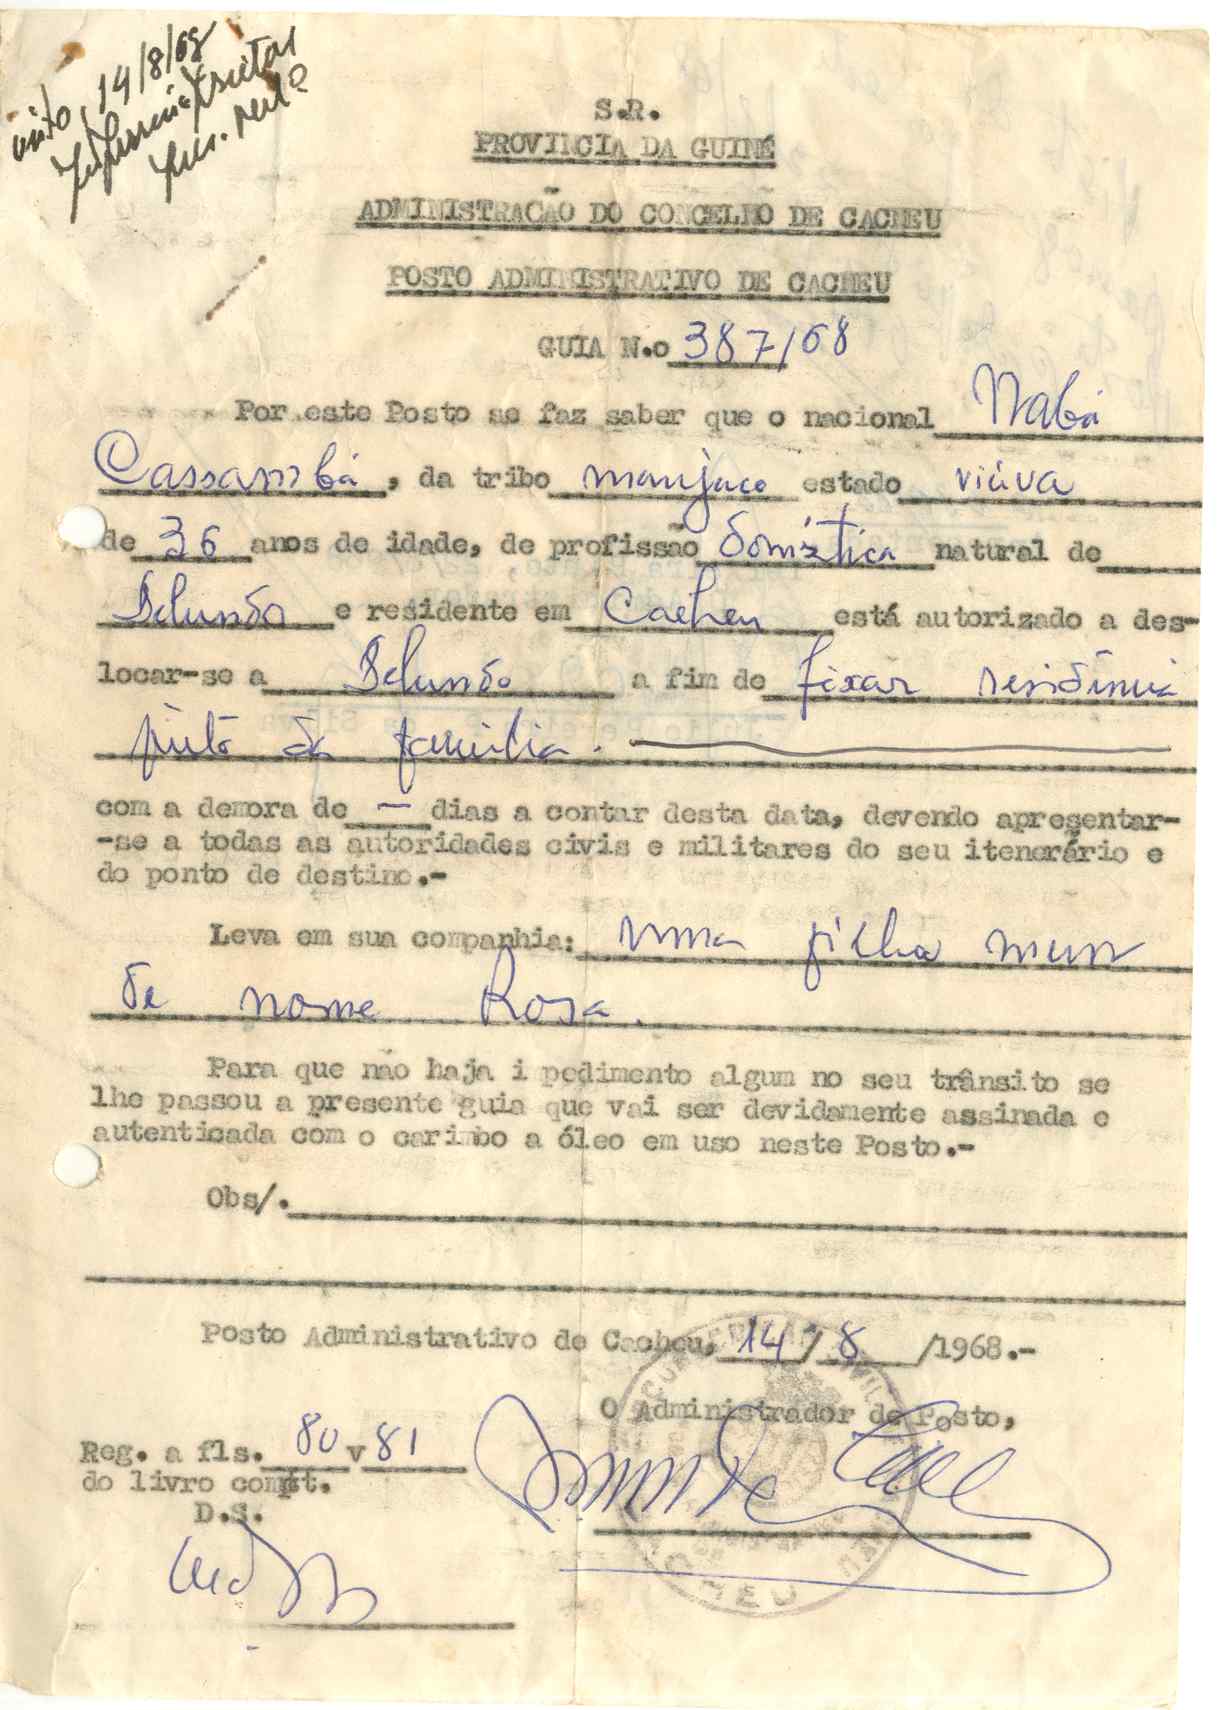 visto, 14/8/68
S.R.
PROVINCIA DA GUINÉ
ADMINISTRAÇÃO DO CONCELHO DE CACHEU
POSTO ADMINISTRATIVO DE CACHEU
GUIA N.o 387/68
Por este Posto se faz saber que o nacional Nabá
Cassambá, da tribo manjaco estado viúva
de 36 anos de idade, de profissão doméstica natural de
Belundo e residente em Cacheu está autorizado a des-
locar-se a Belundo a fim de fixar residência
junto da familia.
com a demora de - dias a contar desta data, devendo apresentar-
-se a todas as autoridades civis e militares do seu itenerário e
do ponto de destino.-
Leva em sua companhia: uma filha menor
de nome Rosa.
Para que não haja i pedimento algum no seu trânsito se
lhe passou a presente guia que vai ser devidamente assinada e
autenticada com o carimbo a óleo em uso neste Posto.-
Obs/.
Posto Administrativo de Cacheu, 14/8/1968.-
O Administrador de Posto,
Reg. a fls. 80 v 81
do livro compt.
D.S.